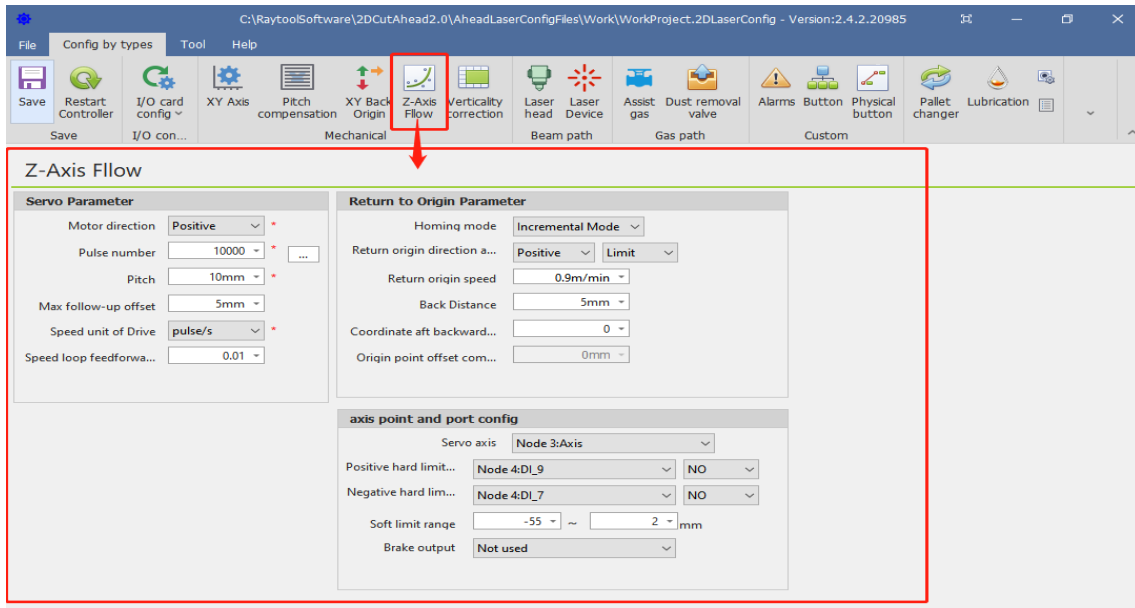 C:\RaytoolSoftware\2DCutAhead2.0\AheadLaserConfigFiles\Work\WorkProject.2DLaserConfig - Version:2.4.2.20985
File Config by types Tool Help
Save Restart Controller I/O card config XY Axis Pitch compensation XY Back Origin Z-Axis Fllow Verticality correction Laser head Laser Device Assist gas Dust removal valve Alarms Button Physical button Pallet changer Lubrication
Save I/O con... Mechanical Beam path Gas path Custom
Z-Axis Fllow
Servo Parameter
Motor direction Positive *
Pulse number 10000 * ...
Pitch 10mm *
Max follow-up offset 5mm
Speed unit of Drive pulse/s *
Speed loop feedforwa... 0.01
Return to Origin Parameter
Homing mode Incremental Mode
Return origin direction a... Positive Limit
Return origin speed 0.9m/min
Back Distance 5mm
Coordinate aft backward... 0
Origin point offset com... 0mm
axis point and port config
Servo axis Node 3:Axis
Positive hard limit... Node 4:DI_9 NO
Negative hard lim... Node 4:DI_7 NO
Soft limit range -55 ~ 2 mm
Brake output Not used